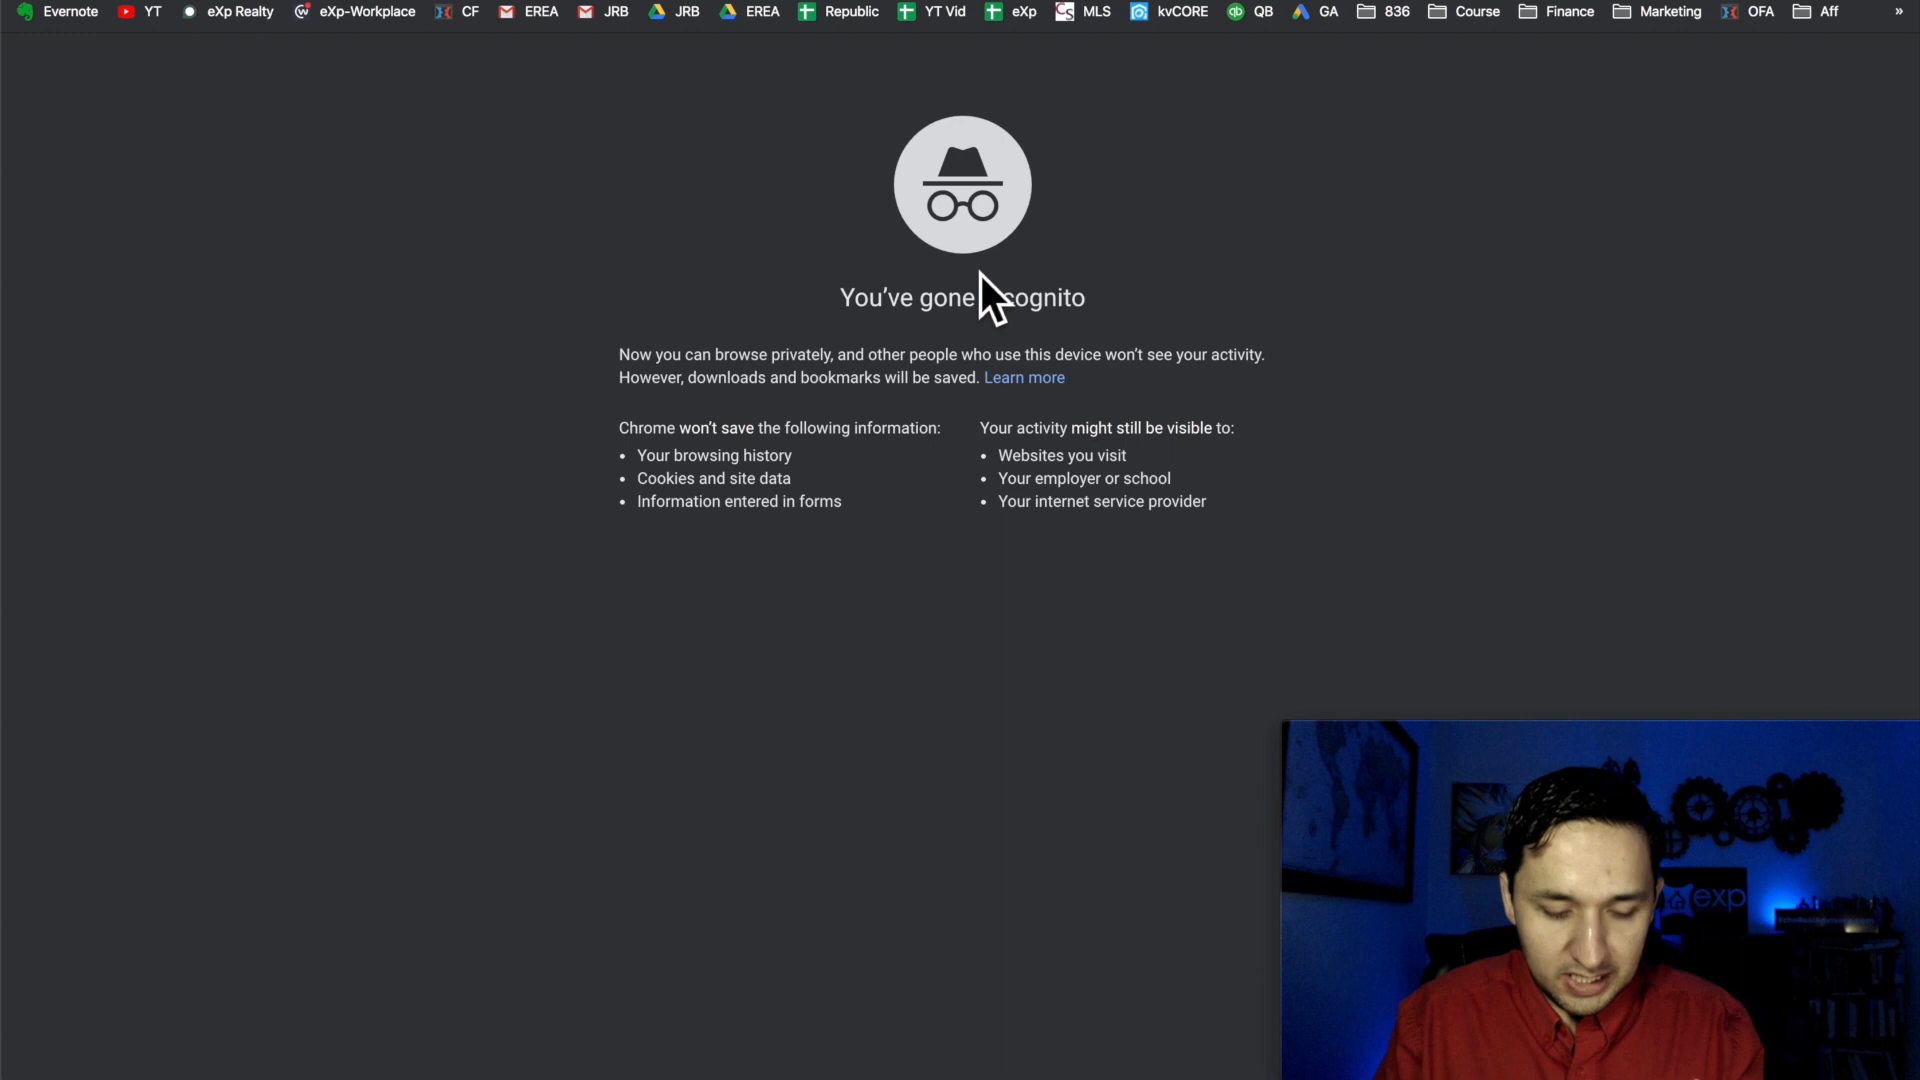 Evernote YT eXp Realty eXp-Workplace CF EREA JRB JRB EREA Republic YT Vid eXp MLS kvCORE QB GA 836 Course Finance Marketing OFA Aff »
You've gone cognito
Now you can browse privately, and other people who use this device won't see your activity.
However, downloads and bookmarks will be saved. Learn more
Chrome won't save the following information:
• Your browsing history
• Cookies and site data
• Information entered in forms
Your activity might still be visible to:
• Websites you visit
• Your employer or school
• Your internet service provider
exp